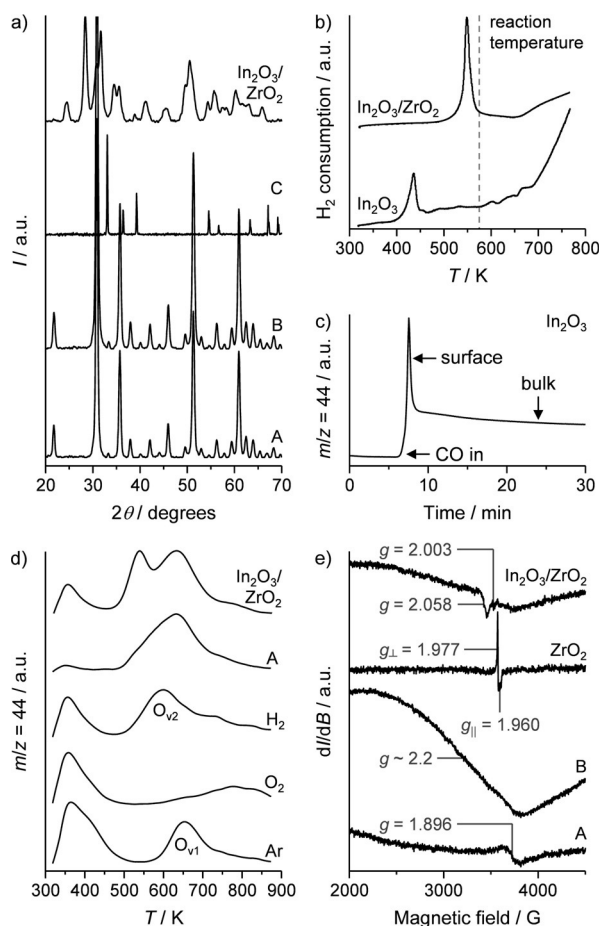 a)
In₂O₃/
ZrO₂
C
B
A
I / a.u.
20 30 40 50 60 70
2θ / degrees
b)
reaction
temperature
In₂O₃/ZrO₂
In₂O₃
H₂ consumption / a.u.
300 400 500 600 700 800
T / K
c)
In₂O₃
surface
bulk
CO in
m/z = 44 / a.u.
0 10 20 30
Time / min
d)
In₂O₃/
ZrO₂
A
H₂
Oᵥ₂
O₂
Ar
Oᵥ₁
m/z = 44 / a.u.
300 400 500 600 700 800 900
T / K
e)
g = 2.003
In₂O₃/ZrO₂
g = 2.058
ZrO₂
g⊥ = 1.977
g|| = 1.960
B
g ~ 2.2
g = 1.896
A
dI/dB / a.u.
2000 3000 4000
Magnetic field / G